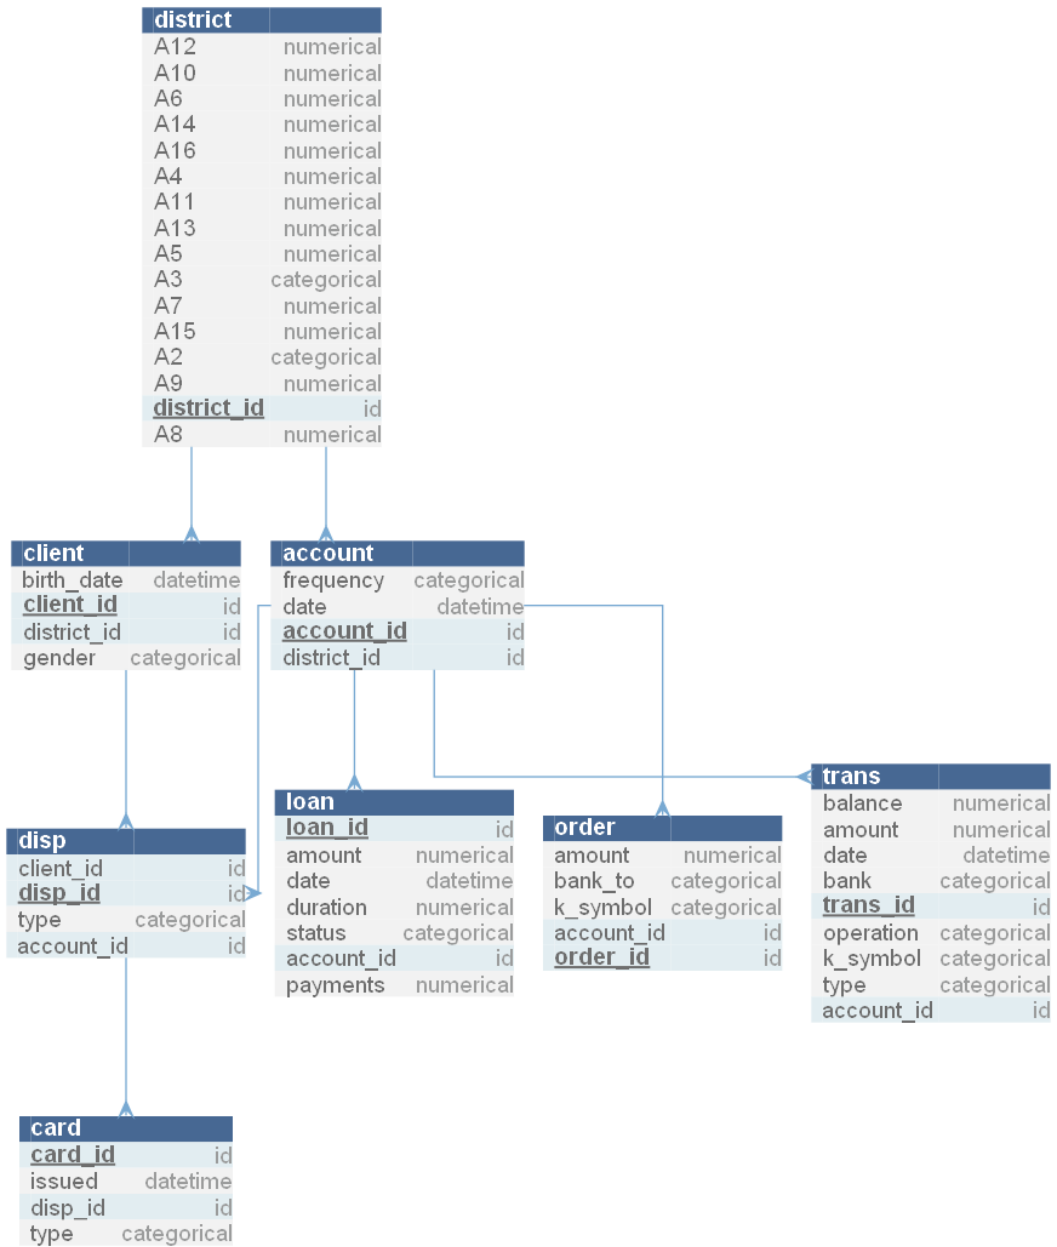 district
A12 numerical
A10 numerical
A6 numerical
A14 numerical
A16 numerical
A4 numerical
A11 numerical
A13 numerical
A5 numerical
A3 categorical
A7 numerical
A15 numerical
A2 categorical
A9 numerical
district_id id
A8 numerical
client
birth_date datetime
client_id id
district_id id
gender categorical
account
frequency categorical
date datetime
account_id id
district_id id
disp
client_id id
disp_id id
type categorical
account_id id
loan
loan_id id
amount numerical
date datetime
duration numerical
status categorical
account_id id
payments numerical
order
amount numerical
bank_to categorical
k_symbol categorical
account_id id
order_id id
trans
balance numerical
amount numerical
date datetime
bank categorical
trans_id id
operation categorical
k_symbol categorical
type categorical
account_id id
card
card_id id
issued datetime
disp_id id
type categorical